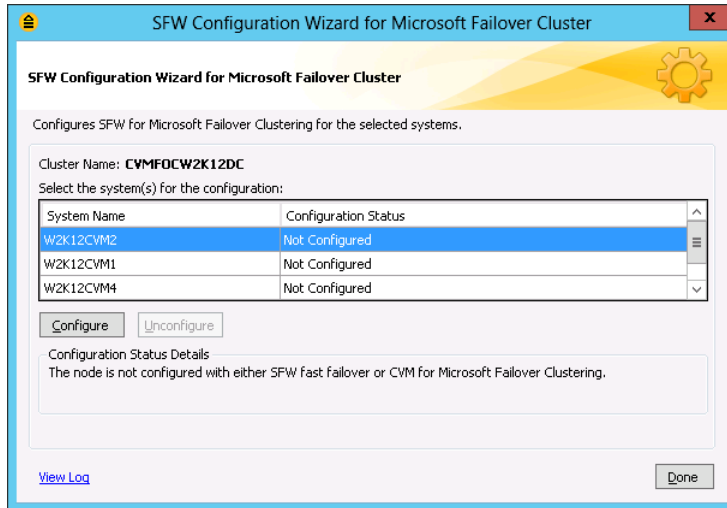 SFW Configuration Wizard for Microsoft Failover Cluster
x
SFW Configuration Wizard for Microsoft Failover Cluster
Configures SFW for Microsoft Failover Clustering for the selected systems.
Cluster Name: CVMFOCW2K12DC
Select the system(s) for the configuration:
System Name Configuration Status
W2K12CVM2 Not Configured
W2K12CVM1 Not Configured
W2K12CVM4 Not Configured
Configure Unconfigure
Configuration Status Details
The node is not configured with either SFW fast failover or CVM for Microsoft Failover Clustering.
View Log Done